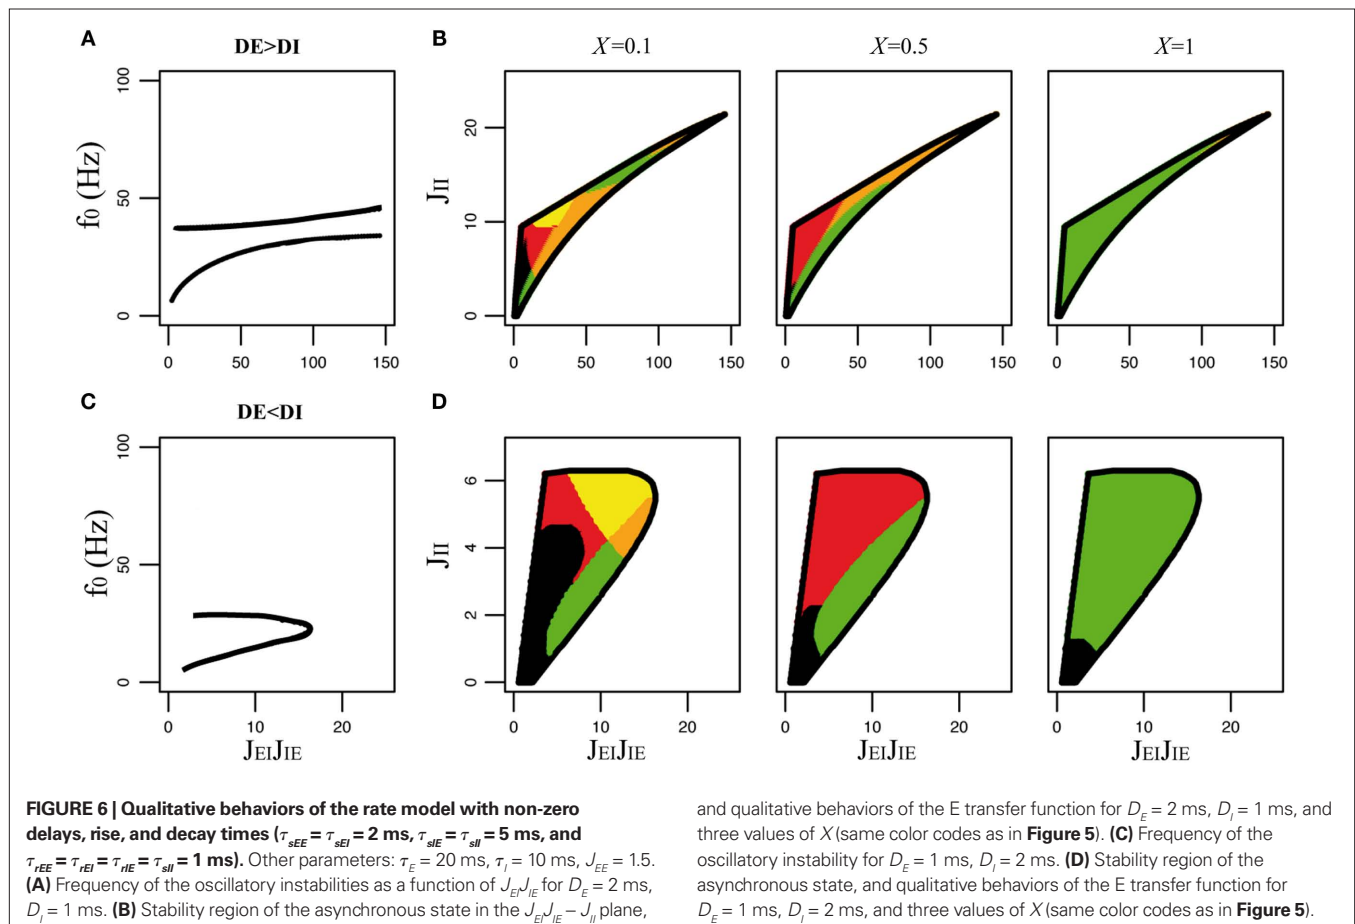 A
DE>DI
B
X=0.1
X=0.5
X=1
f0 (Hz)
100
50
0
0 50 100 150
JII
20
10
0
0 50 100 150
0 50 100 150
0 50 100 150
C
DE<DI
D
f0 (Hz)
100
50
0
0 10 20
JEIJIE
JII
6
4
2
0
0 10 20
JEIJIE
0 10 20
JEIJIE
0 10 20
JEIJIE
FIGURE 6 | Qualitative behaviors of the rate model with non-zero
delays, rise, and decay times (τsEE = τsEI = 2 ms, τsIE = τsII = 5 ms, and
τrEE = τrEI = τrIE = τsII = 1 ms). Other parameters: τE = 20 ms, τI = 10 ms, JEE = 1.5.
(A) Frequency of the oscillatory instabilities as a function of JEIJIE for DE = 2 ms,
DI = 1 ms. (B) Stability region of the asynchronous state in the JEIJIE – JII plane,
and qualitative behaviors of the E transfer function for DE = 2 ms, DI = 1 ms, and
three values of X (same color codes as in Figure 5). (C) Frequency of the
oscillatory instability for DE = 1 ms, DI = 2 ms. (D) Stability region of the
asynchronous state, and qualitative behaviors of the E transfer function for
DE = 1 ms, DI = 2 ms, and three values of X (same color codes as in Figure 5).